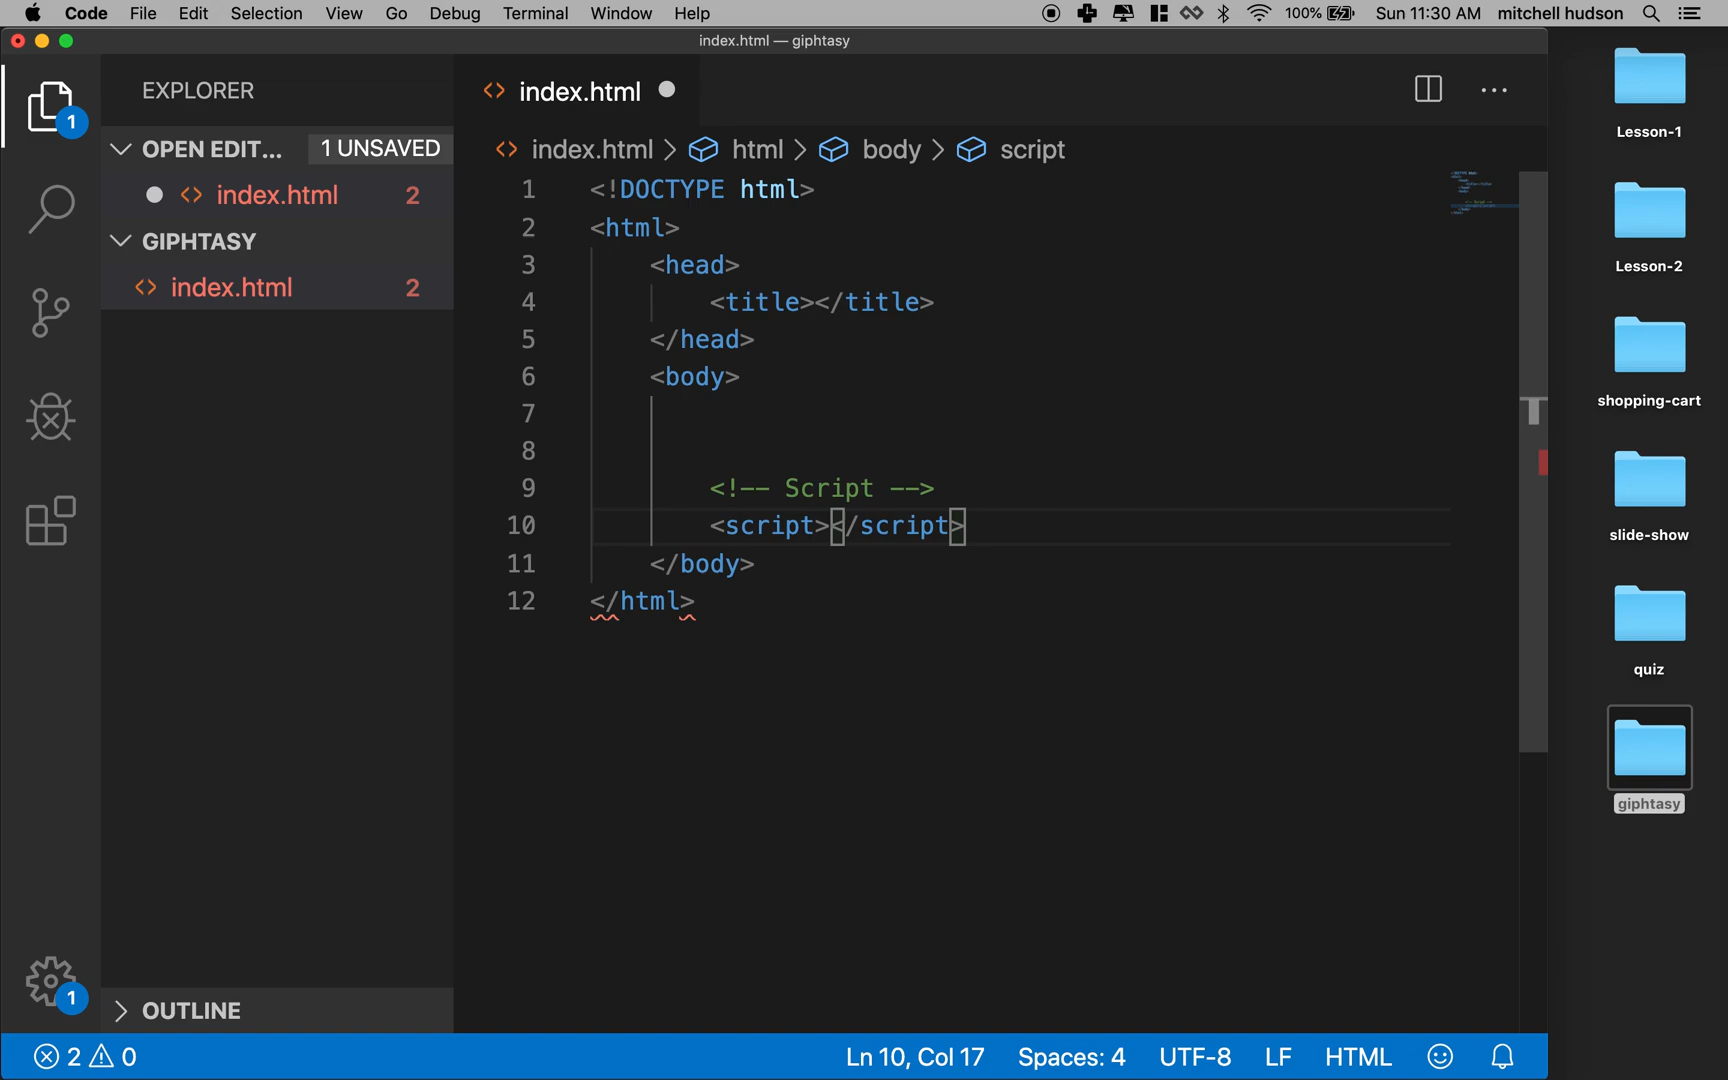 Code File Edit Selection View Go Debug Terminal Window Help 100% Sun 11:30 AM mitchell hudson
index.html — giphtasy
EXPLORER
OPEN EDIT... 1 UNSAVED
index.html 2
GIPHTASY
index.html 2
OUTLINE
1
1
index.html
index.html > html > body > script
1 <!DOCTYPE html>
2 <html>
3 <head>
4 <title></title>
5 </head>
6 <body>
7
8
9 <!-- Script -->
10 <script></script>
11 </body>
12 </html>
2 0 Ln 10, Col 17 Spaces: 4 UTF-8 LF HTML
Lesson-1
Lesson-2
shopping-cart
slide-show
quiz
giphtasy